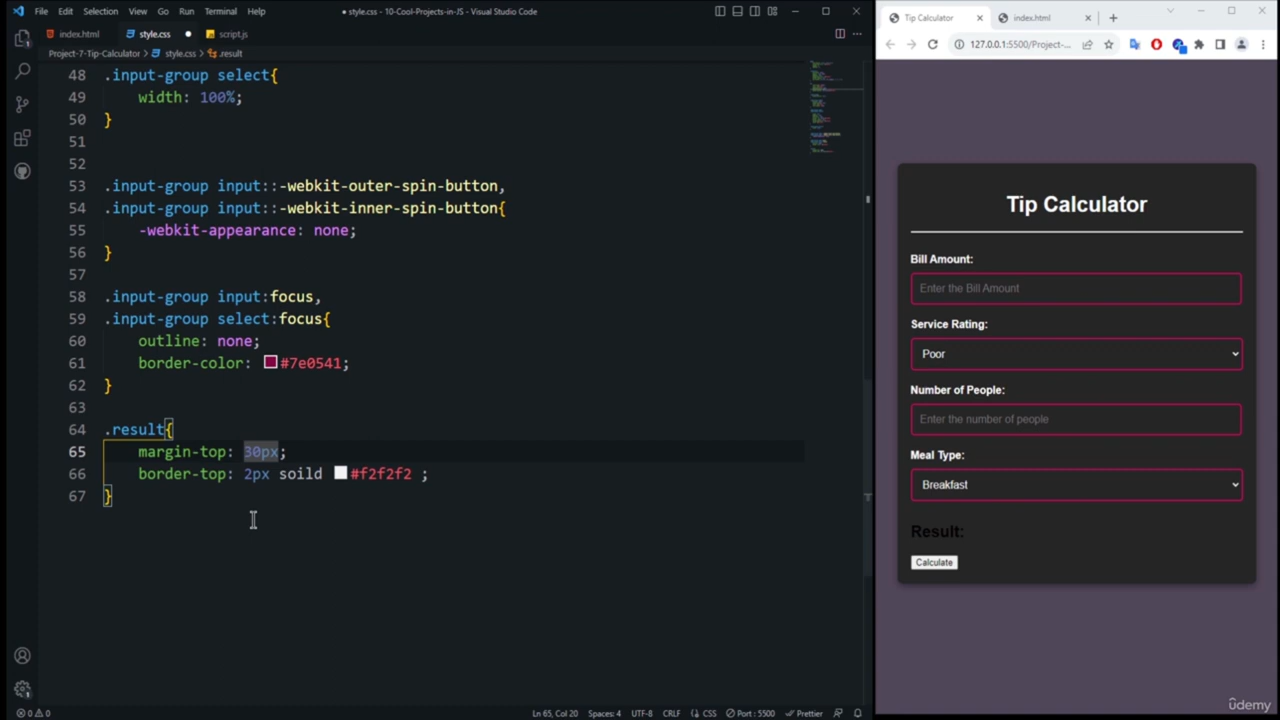 File Edit Selection View Go Run Terminal Help
● style.css - 10-Cool-Projects-in-JS - Visual Studio Code
index.html
style.css ●
script.js
Project-7-Tip-Calculator > style.css > .result
48 .input-group select{
49 width: 100%;
50 }
51
52
53 .input-group input::-webkit-outer-spin-button,
54 .input-group input::-webkit-inner-spin-button{
55 -webkit-appearance: none;
56 }
57
58 .input-group input:focus,
59 .input-group select:focus{
60 outline: none;
61 border-color: #7e0541;
62 }
63
64 .result{
65 margin-top: 30px;
66 border-top: 2px soild #f2f2f2 ;
67 }
0 0 Ln 65, Col 20 Spaces: 4 UTF-8 CRLF CSS Port : 5500 Prettier
Tip Calculator
index.html
127.0.0.1:5500/Project-...
Tip Calculator
Bill Amount:
Enter the Bill Amount
Service Rating:
Poor
Number of People:
Enter the number of people
Meal Type:
Breakfast
Result:
Calculate
udemy